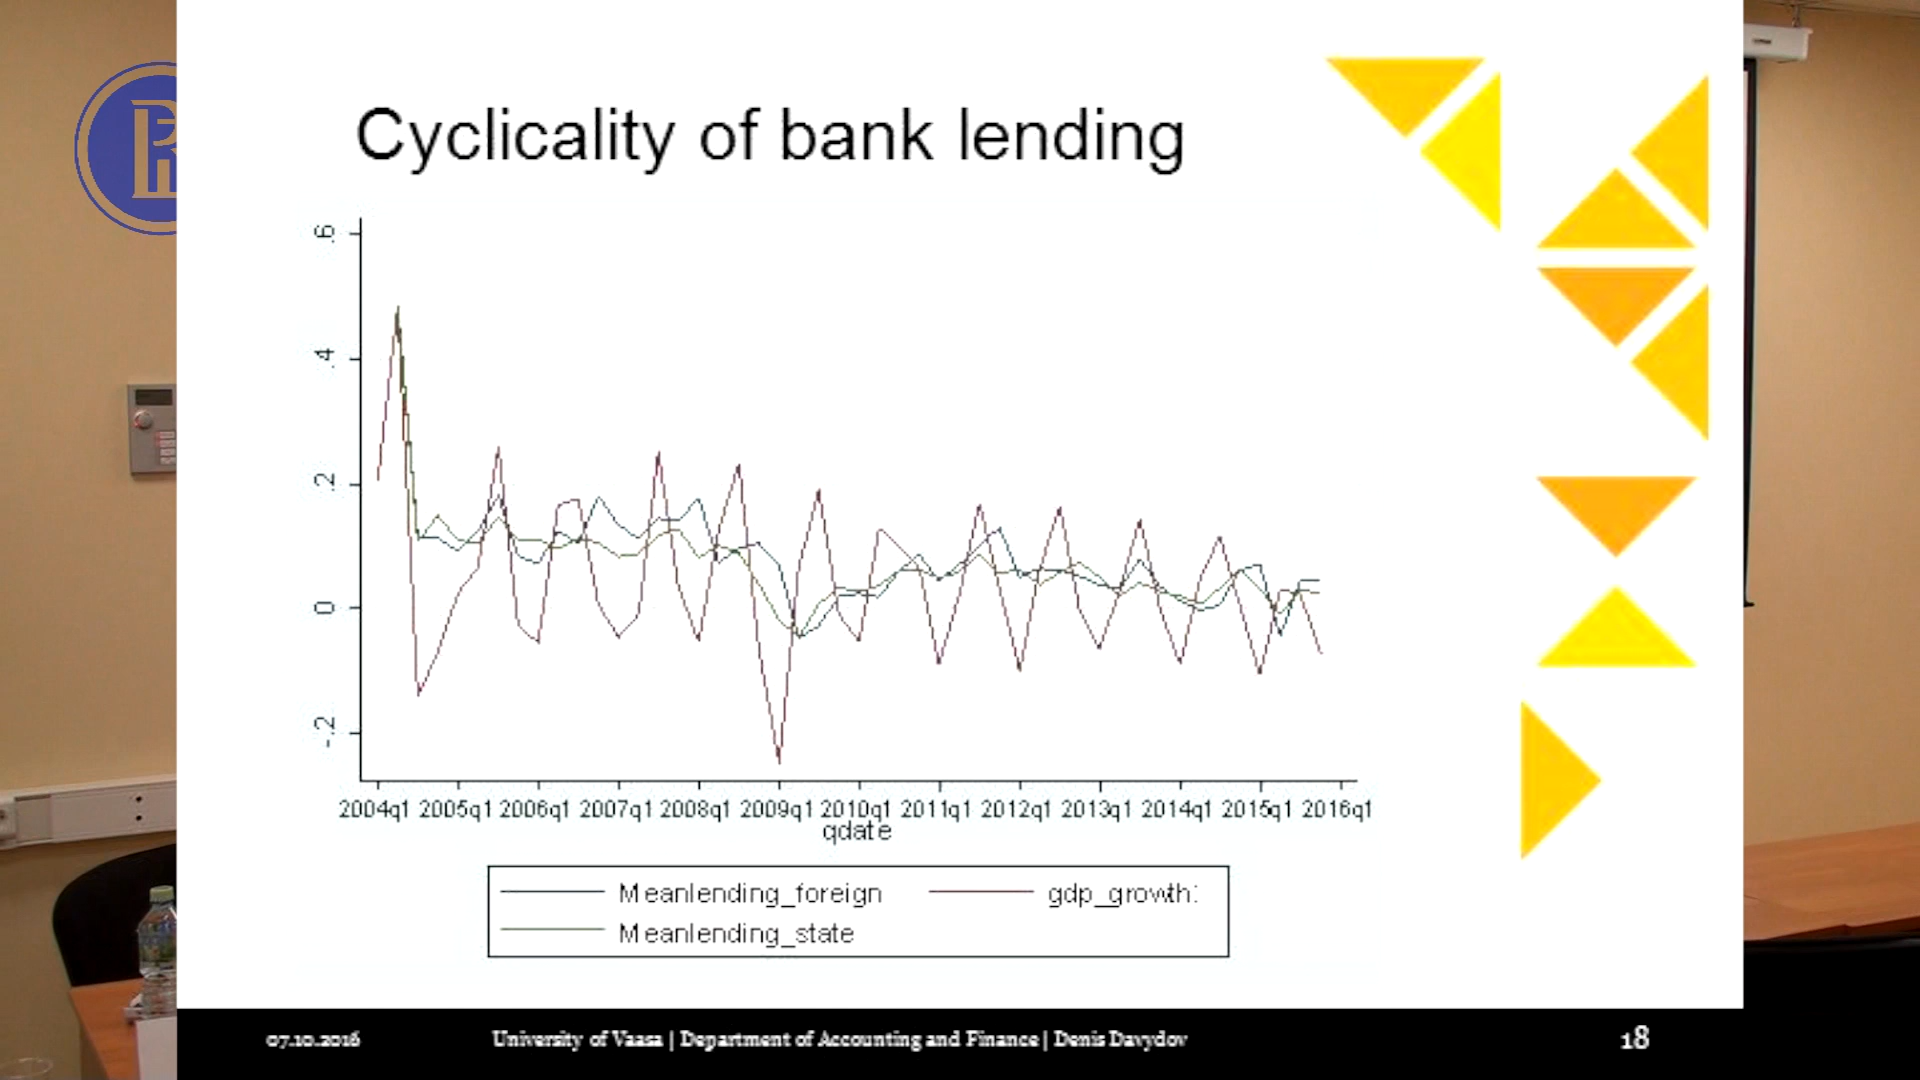 Cyclicality of bank lending
.6
.4
.2
0
-.2
2004q1 2005q1 2006q1 2007q1 2008q1 2009q1 2010q1 2011q1 2012q1 2013q1 2014q1 2015q1 2016q1
qdate
Meanlending_foreign gdp_growth:
Meanlending_state
07.10.2016 University of Vaasa | Department of Accounting and Finance | Denis Davydov 18